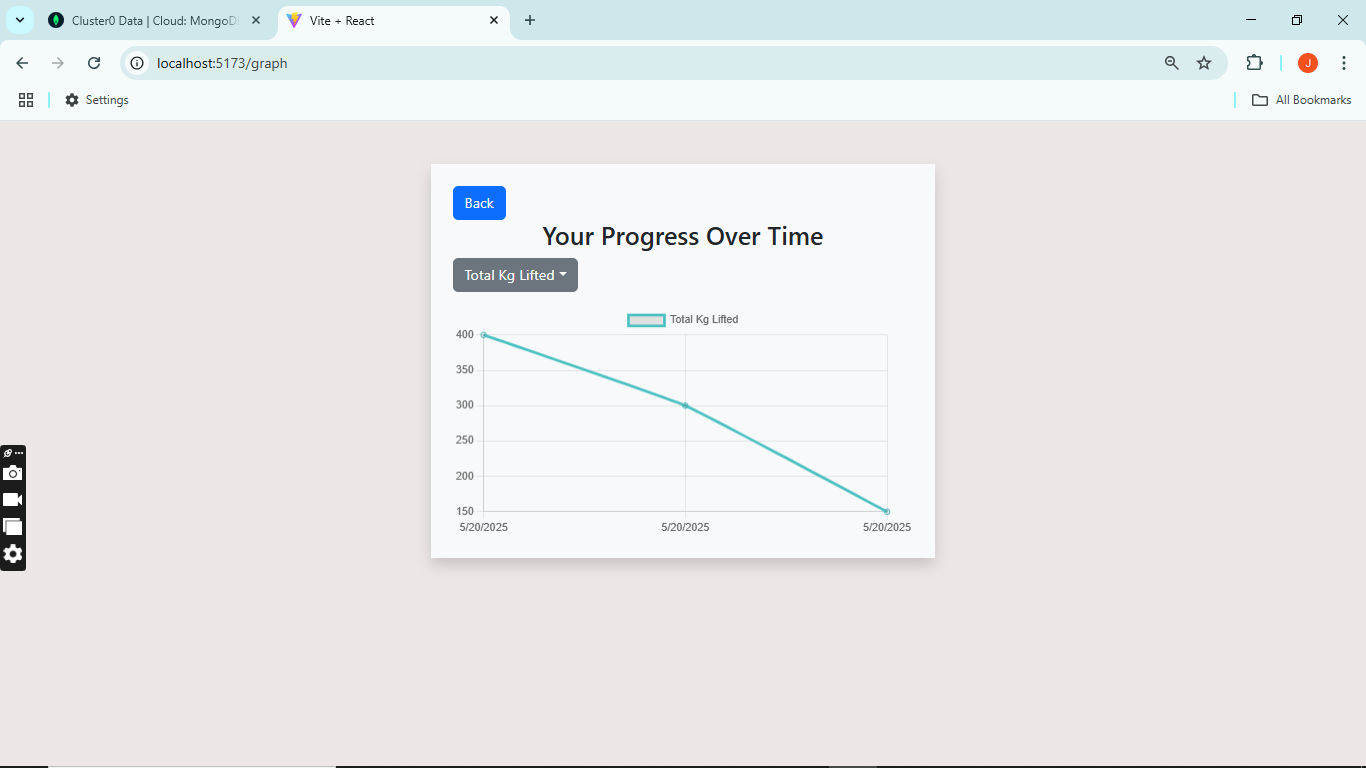 Cluster0 Data | Cloud: MongoD
Vite + React
localhost:5173/graph
J
Settings
All Bookmarks
Back
Your Progress Over Time
Total Kg Lifted
Total Kg Lifted
400
350
300
250
200
150
5/20/2025 5/20/2025 5/20/2025